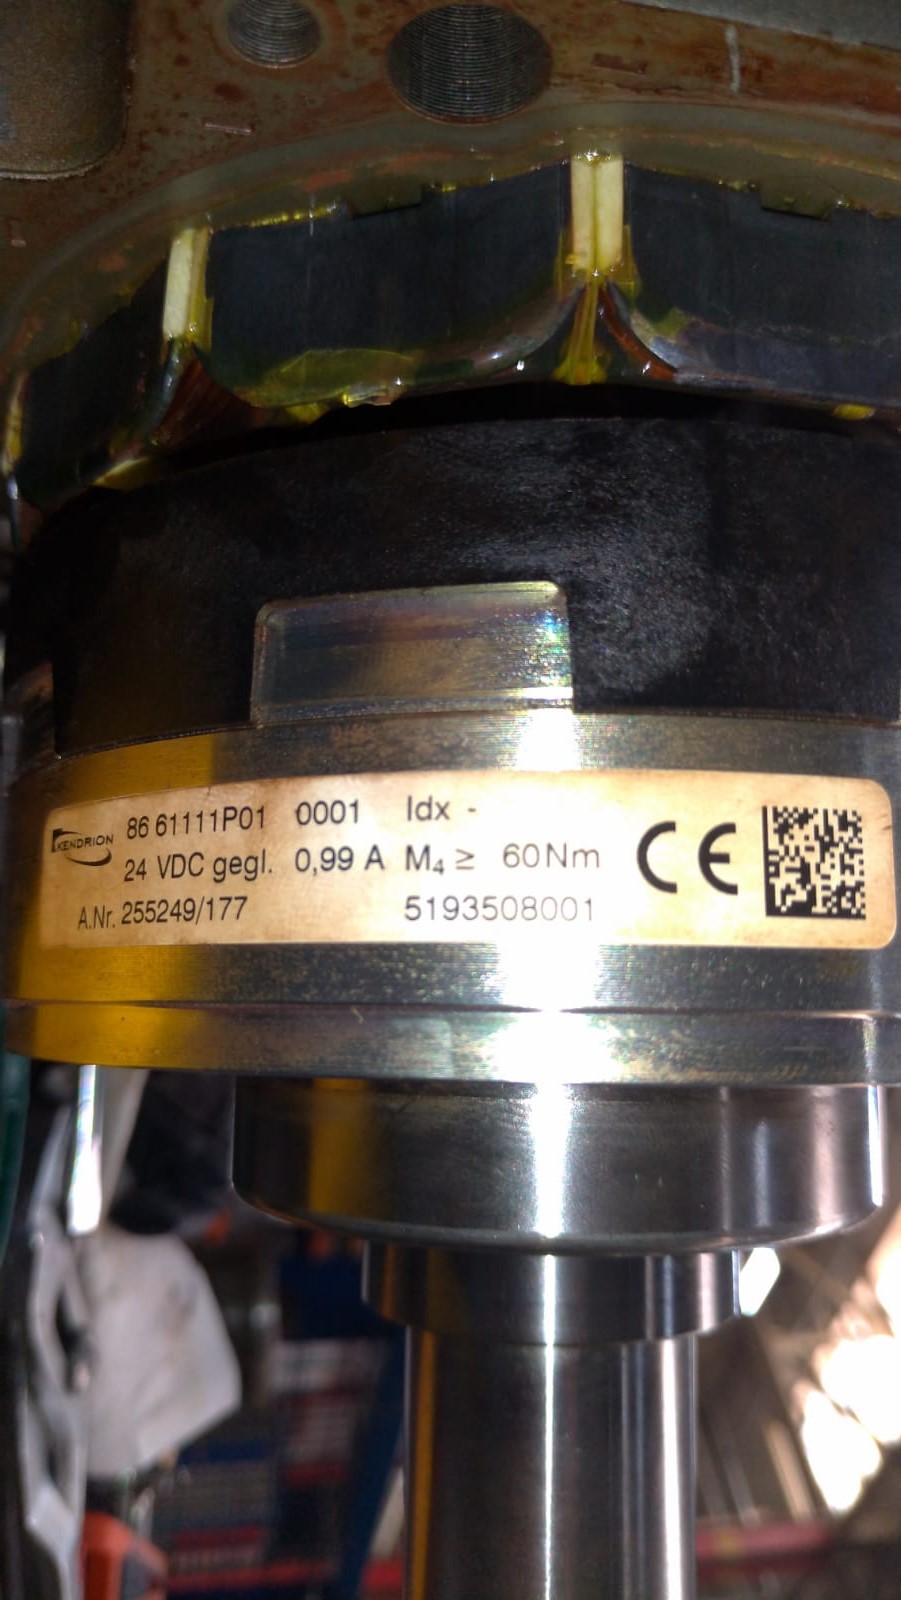 KENDRION 86 61111P01 0001 Idx -
24 VDC gegl. 0,99 A M₄ ≥ 60Nm CE
A.Nr. 255249/177 5193508001